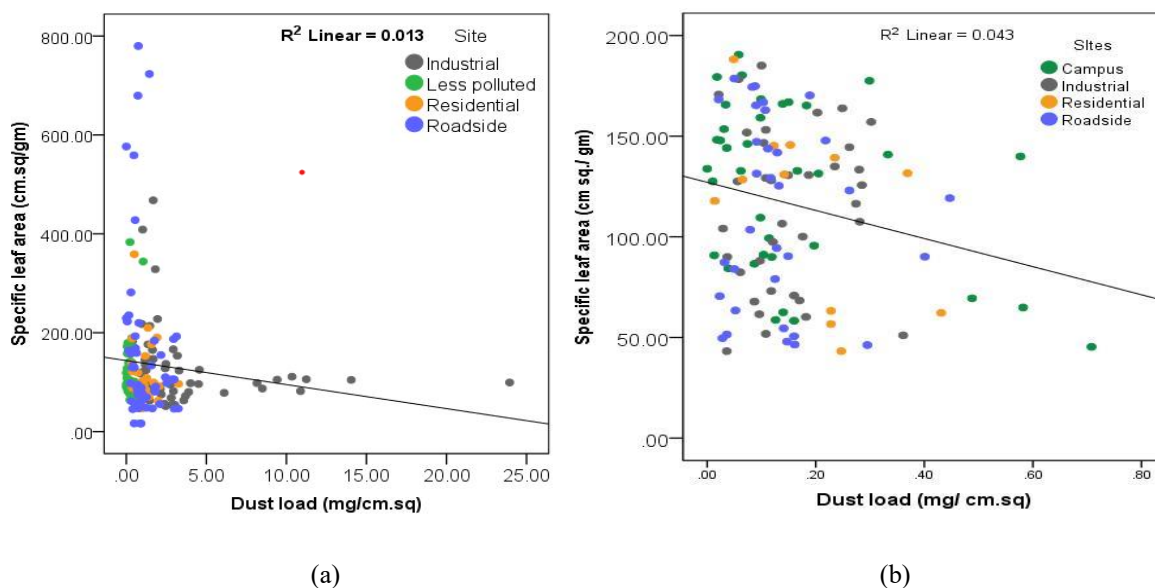 R² Linear = 0.013
Site
Industrial
Less polluted
Residential
Roadside
800.00
600.00
400.00
200.00
.00
Specific leaf area (cm.sq/gm)
.00 5.00 10.00 15.00 20.00 25.00
Dust load (mg/cm.sq)
(a)
R² Linear = 0.043
SItes
Campus
Industrial
Residential
Roadside
200.00
150.00
100.00
50.00
.00
Specific leaf area (cm sq./ gm)
.00 .20 .40 .60 .80
Dust load (mg/ cm.sq)
(b)